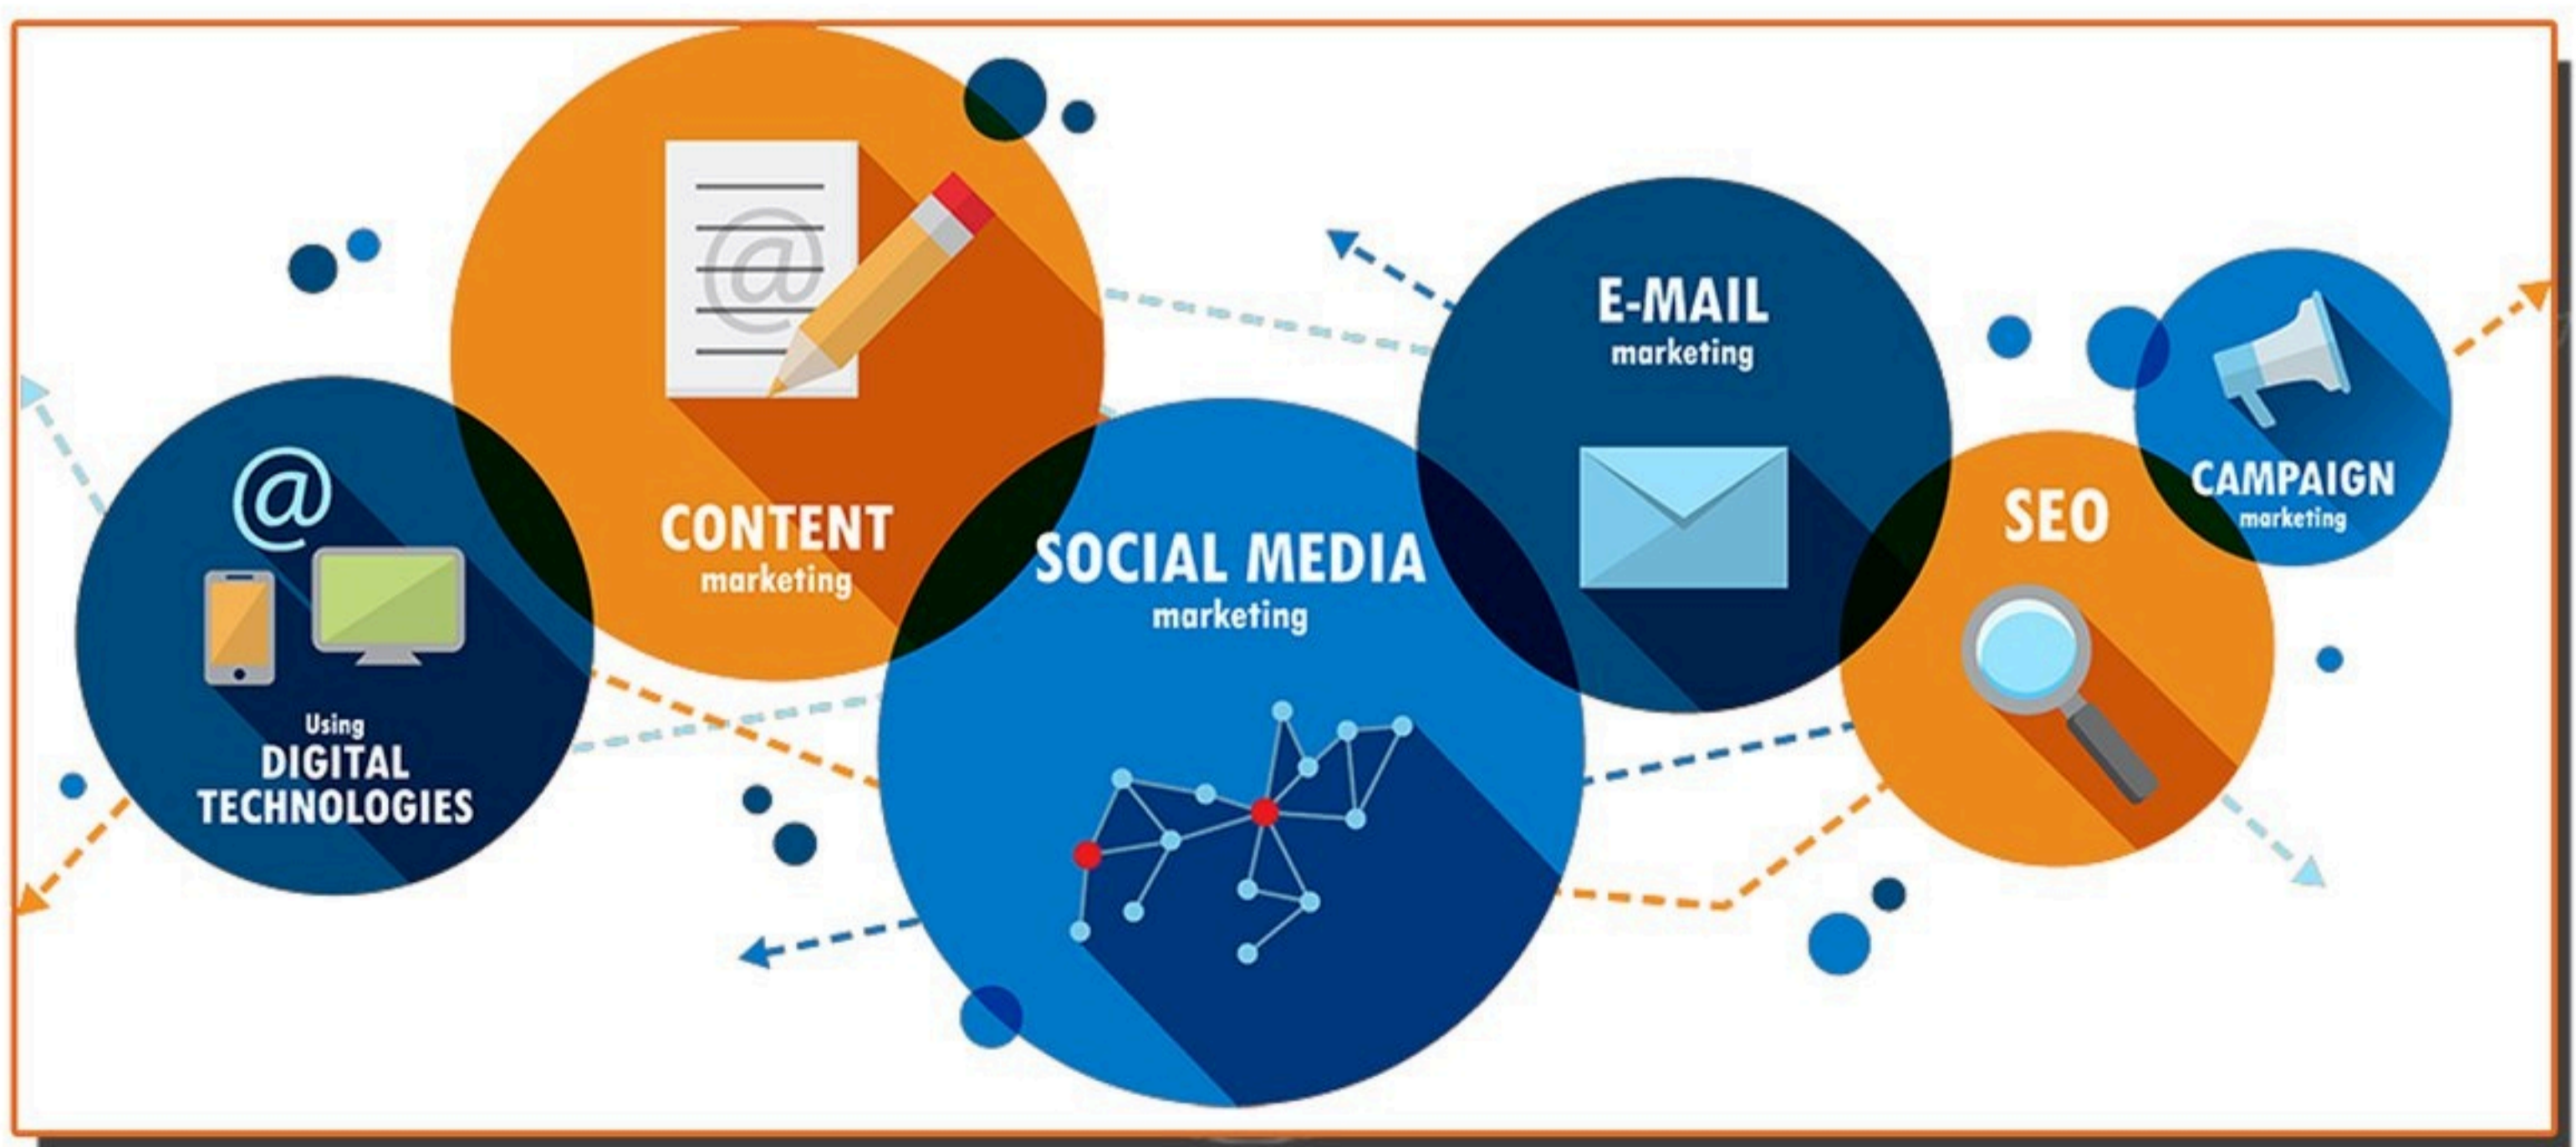 @
Using
DIGITAL
TECHNOLOGIES
@
CONTENT
marketing
SOCIAL MEDIA
marketing
E-MAIL
marketing
SEO
CAMPAIGN
marketing